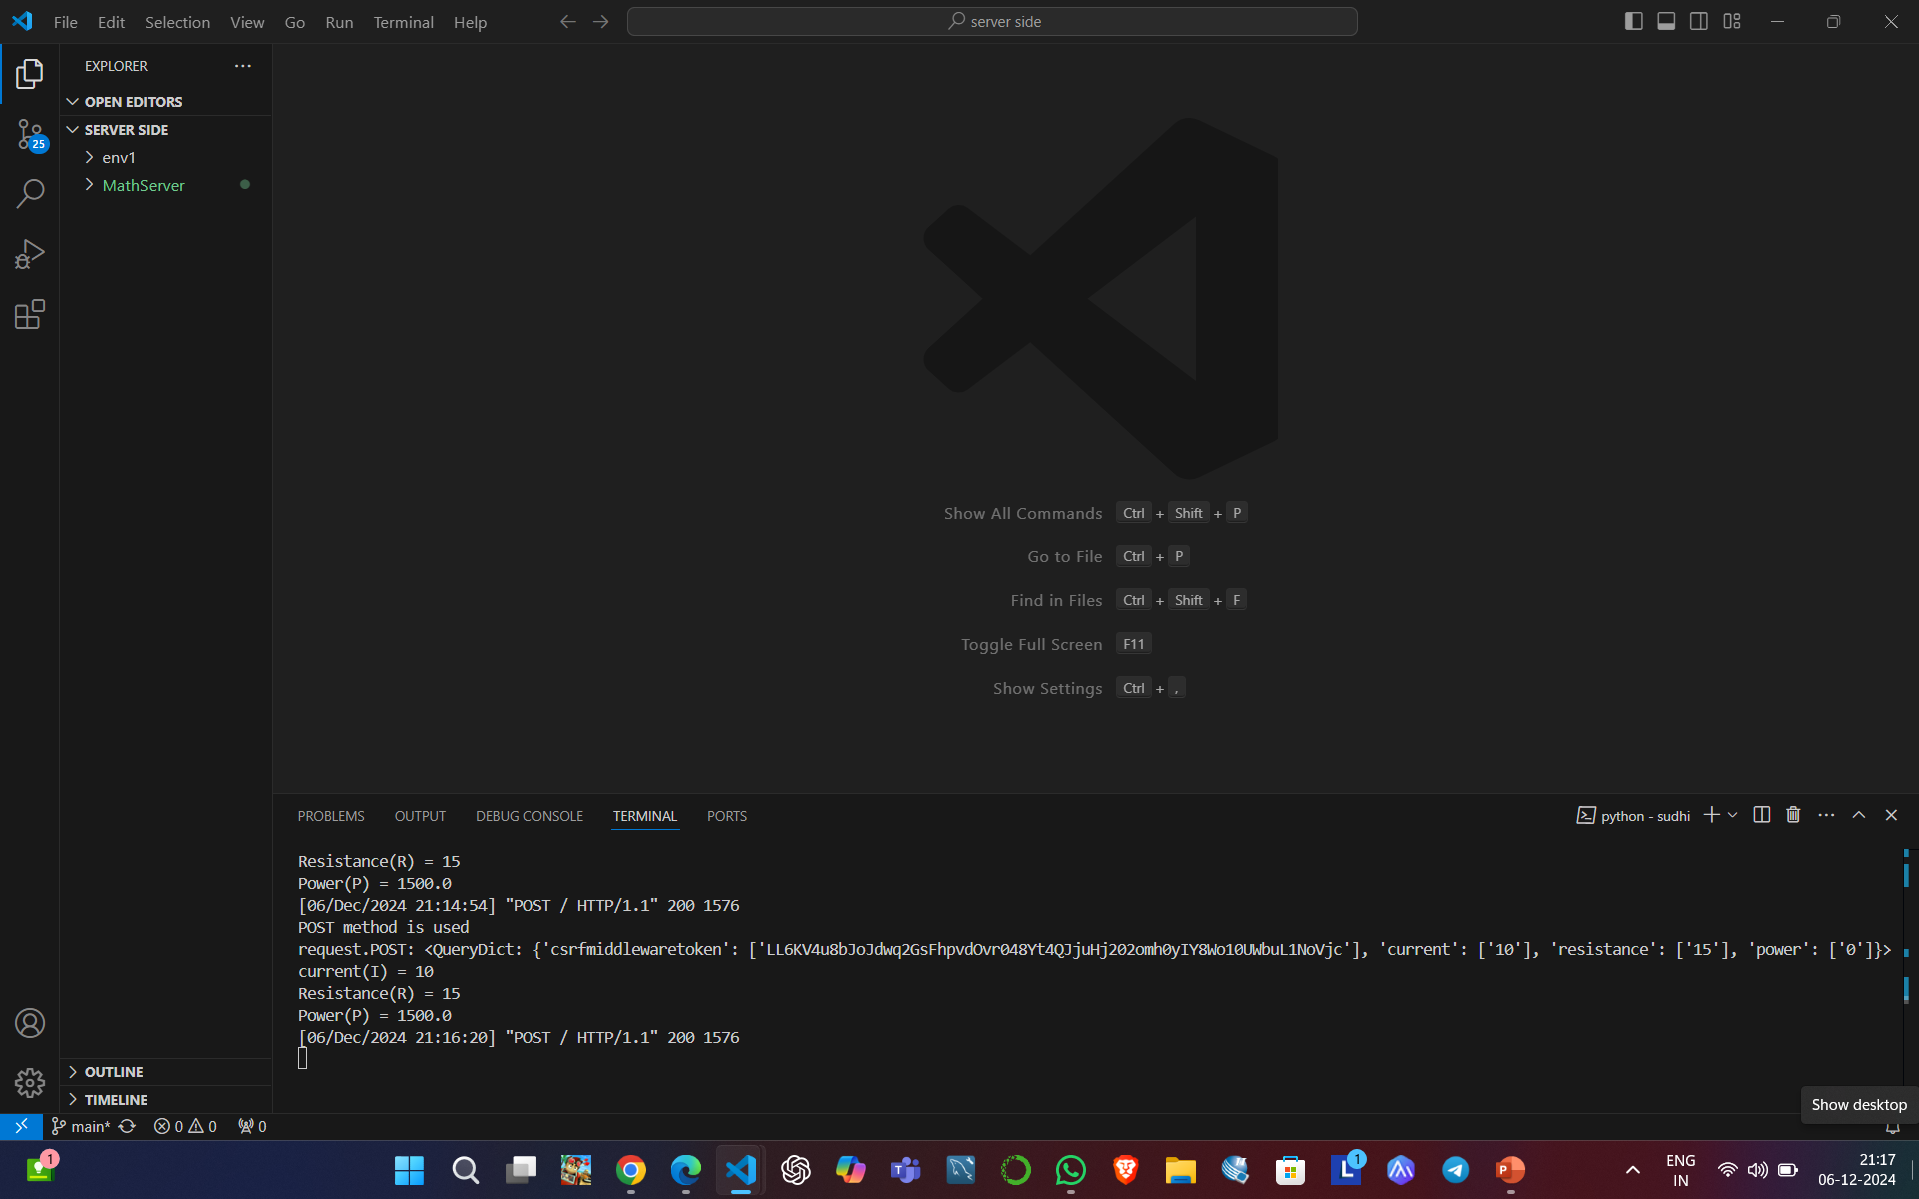 File Edit Selection View Go Run Terminal Help
server side
EXPLORER
OPEN EDITORS
SERVER SIDE
25
env1
MathServer
Show All Commands Ctrl + Shift + P
Go to File Ctrl + P
Find in Files Ctrl + Shift + F
Toggle Full Screen F11
Show Settings Ctrl + ,
PROBLEMS OUTPUT DEBUG CONSOLE TERMINAL PORTS
python - sudhi
Resistance(R) = 15
Power(P) = 1500.0
[06/Dec/2024 21:14:54] "POST / HTTP/1.1" 200 1576
POST method is used
request.POST: <QueryDict: {'csrfmiddlewaretoken': ['LL6KV4u8bJoJdwq2GsFhpvdOvr048Yt4QJjuHj202omh0yIY8Wo10UWbuL1NoVjc'], 'current': ['10'], 'resistance': ['15'], 'power': ['0']}>
current(I) = 10
Resistance(R) = 15
Power(P) = 1500.0
[06/Dec/2024 21:16:20] "POST / HTTP/1.1" 200 1576
OUTLINE
TIMELINE
Show desktop
main* 0 0 0
1
1
ENG
IN
21:17
06-12-2024